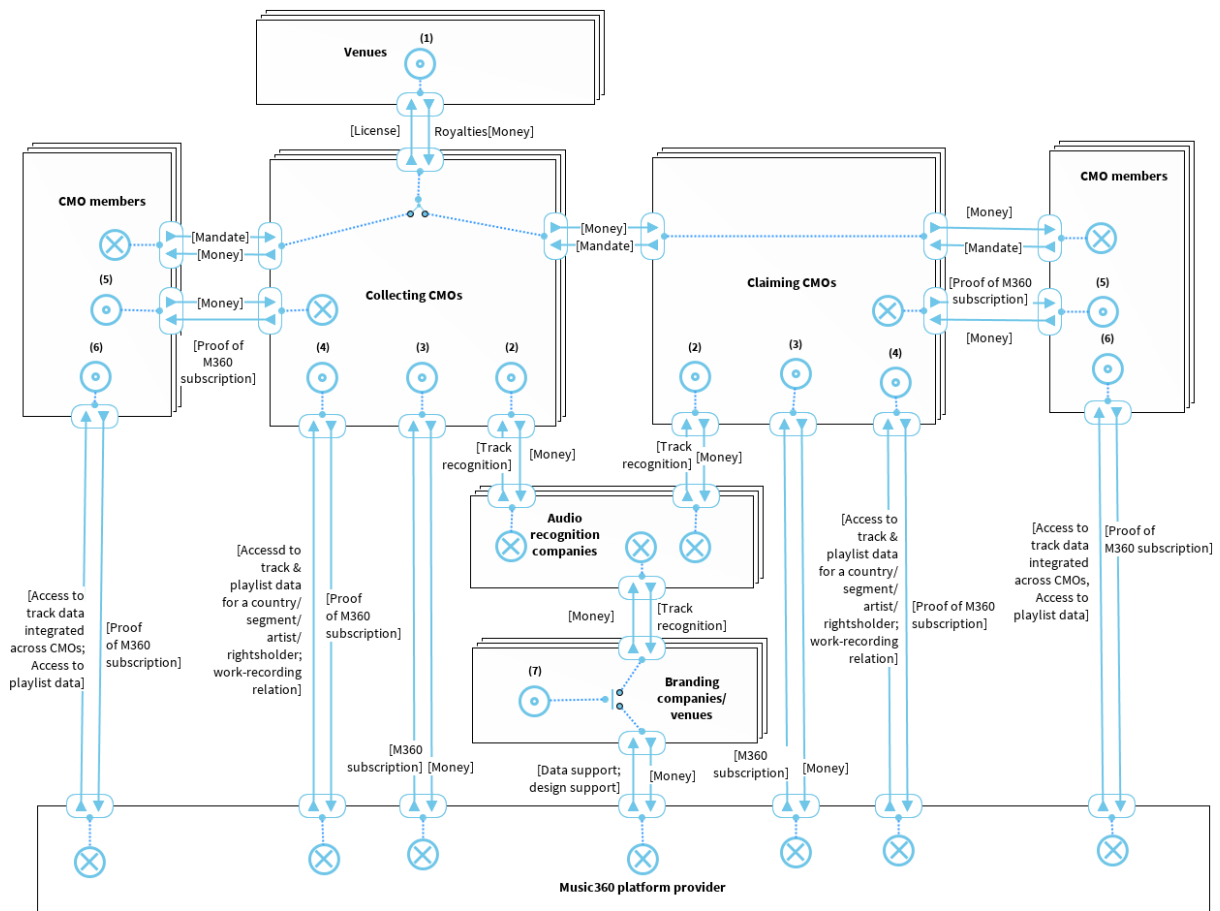 (1)
Venues
[License]
Royalties[Money]
CMO members
[Mandate]
[Money]
(5)
[Money]
[Proof of
M360
subscription]
(6)
Collecting CMOs
(4)
(3)
(2)
[Money]
[Mandate]
Claiming CMOs
(2)
(3)
(4)
[Money]
[Mandate]
[Proof of M360
subscription]
[Money]
CMO members
(5)
(6)
[Track
recognition]
[Money]
[Track
recognition]
[Money]
Audio
recognition
companies
[Money]
[Track
recognition]
(7)
Branding
companies/
venues
[Access to
track data
integrated
across CMOs;
Access to
playlist data]
[Proof
of M360
subscription]
[Accessd to
track &
playlist data
for a country/
segment/
artist/
rightsholder;
work-recording
relation]
[Proof
of M360
subscription]
[M360
subscription]
[Money]
[Data support;
design support]
[Money]
[M360
subscription]
[Money]
[Access to
track &
playlist data
for a country/
segment/
artist/
rightsholder;
work-recording
relation]
[Proof of M360
subscription]
[Access to
track data
integrated
across CMOs,
Access to
playlist data]
[Proof of
M360 subscription]
Music360 platform provider